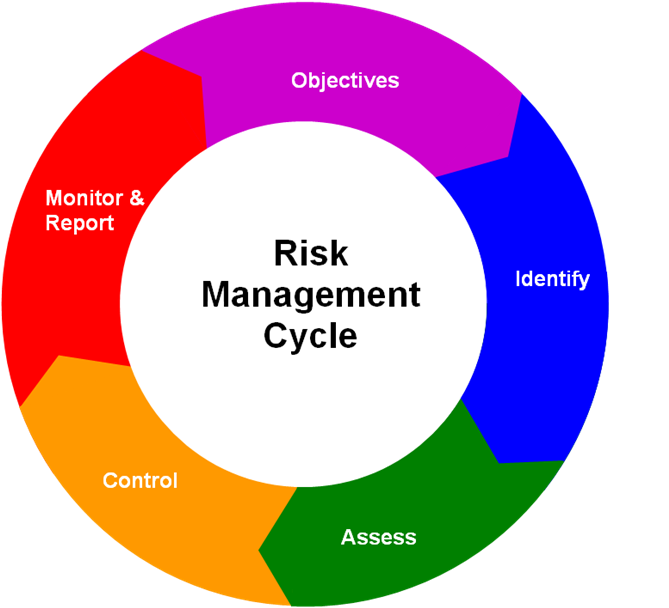 Objectives
Identify
Assess
Control
Monitor &
Report
Risk
Management
Cycle